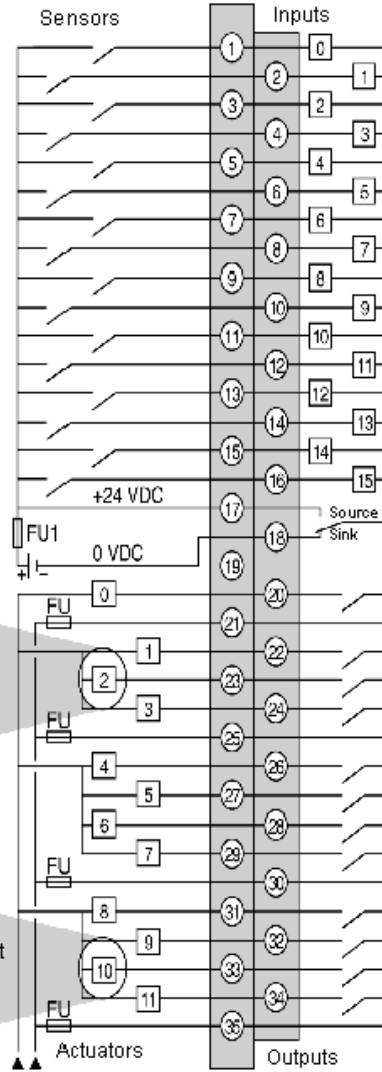 Sensors Inputs
1 0
2 1
3 2
4 3
5 4
6 5
7 6
8 7
9 8
10 9
11 10
12 11
13 12
14 13
15 14
16 15
+24 VDC
17 Source
FU1 18 Sink
0 VDC
+ −
19
0 20
FU 21
1 22
2 23
3 24
FU 25
4 26
5 27
6 28
7 29
FU 30
8 31
9 32
t
10 33
11 34
FU 35
Actuators Outputs